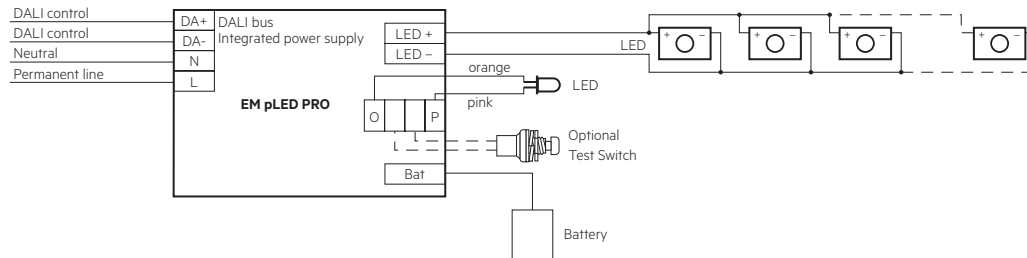 DALI control
DALI control
Neutral
Permanent line
DA+
DA-
N
L
DALI bus
Integrated power supply
EM pLED PRO
LED +
LED –
O
P
Bat
orange
pink
LED
Optional
Test Switch
Battery
LED
+ –
+ –
+ –
+ –